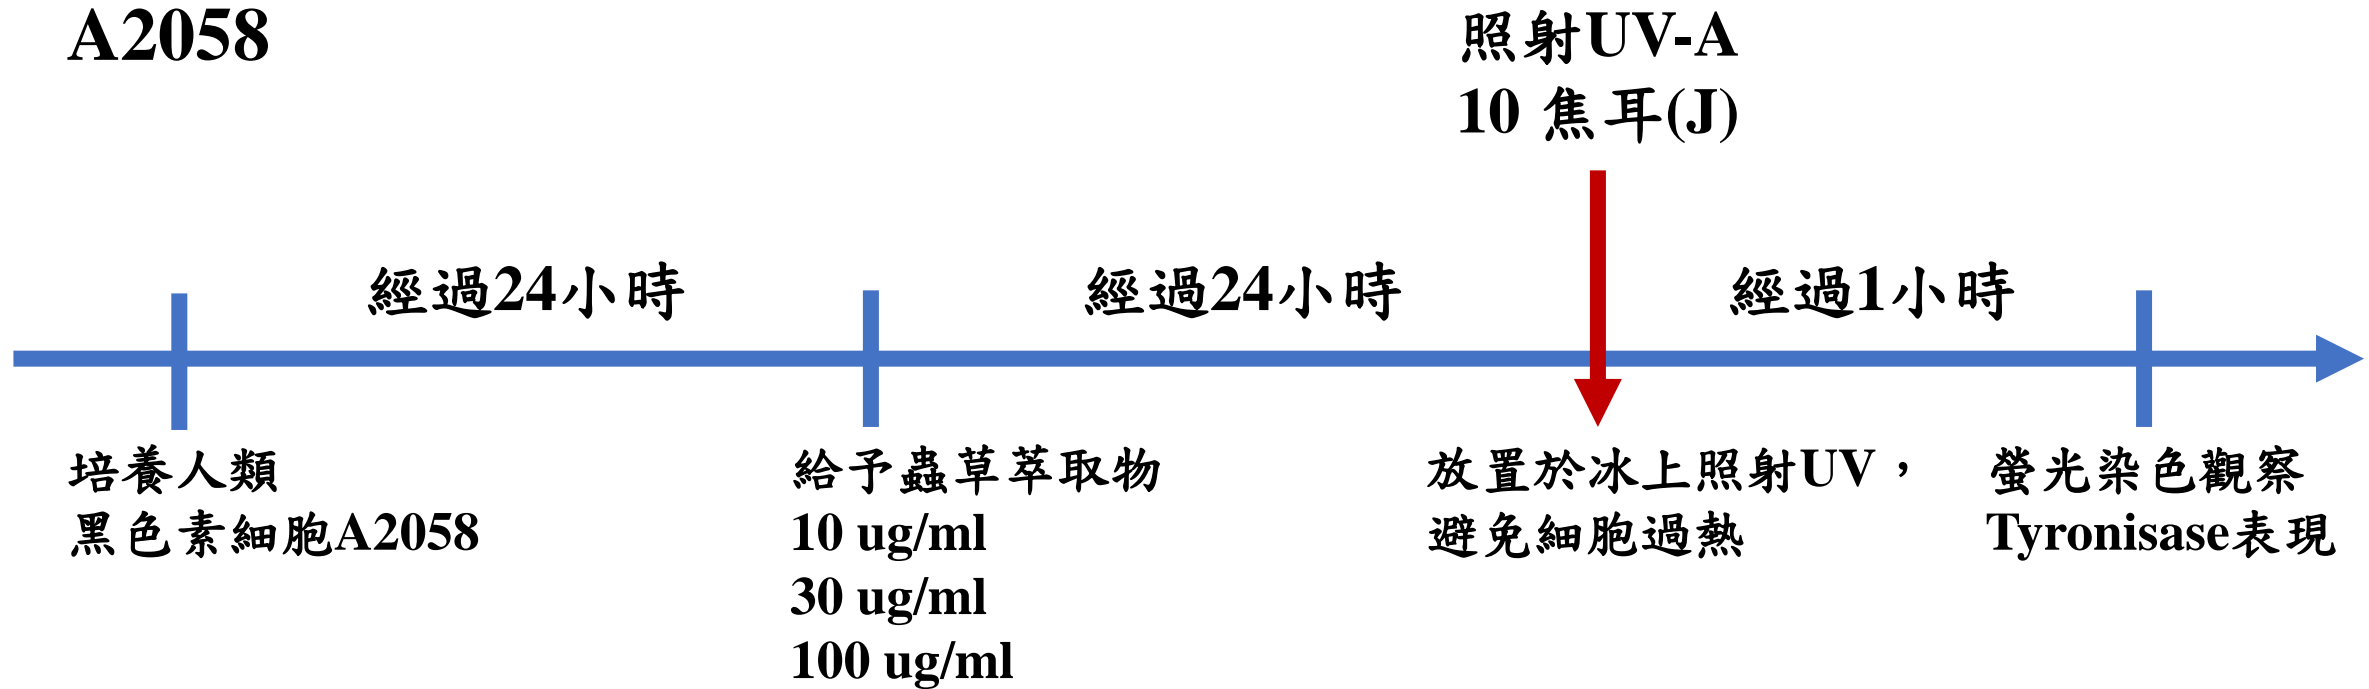 A2058
照射UV-A
10 焦耳(J)
經過24小時
經過24小時
經過1小時
培養人類
黑色素細胞A2058
給予蟲草萃取物
10 ug/ml
30 ug/ml
100 ug/ml
放置於冰上照射UV，
避免細胞過熱
螢光染色觀察
Tyronisase表現